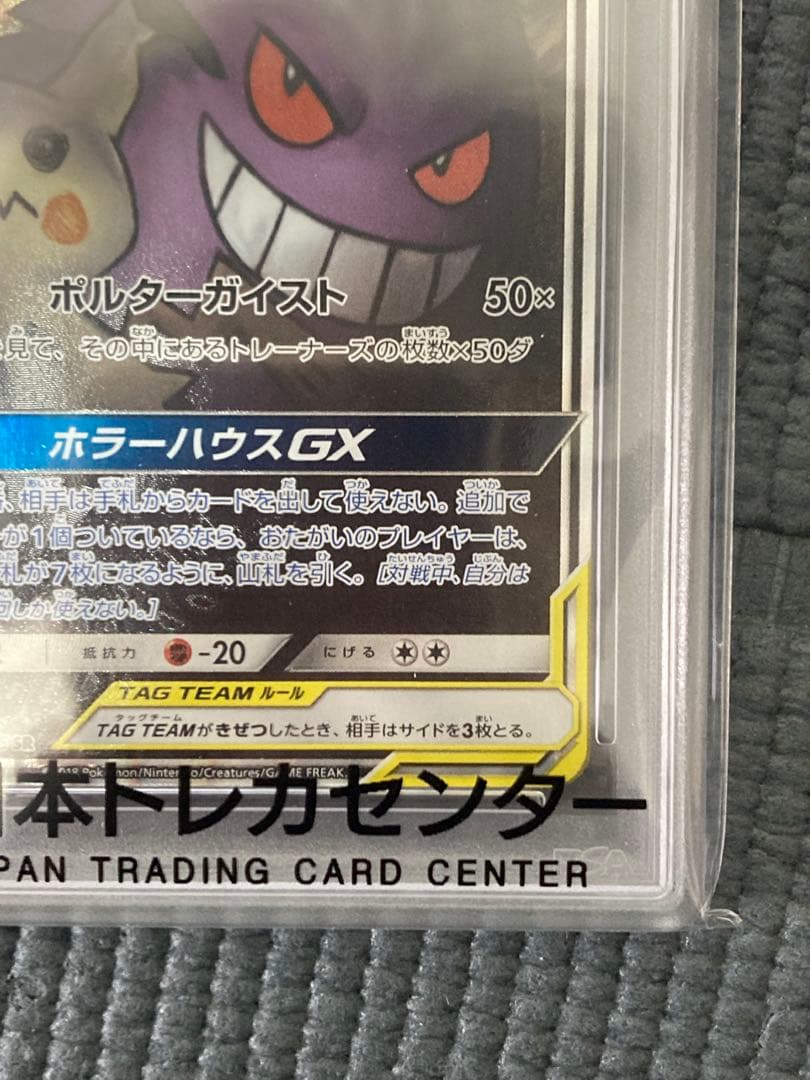 ポルターガイスト 50×
見て、その中にあるトレーナーズの枚数×50ダ
ホラーハウスGX
、相手は手札からカードを出して使えない。追加で
が1個ついているなら、おたがいのプレイヤーは、
札が7枚になるように、山札を引く。[対戦中、自分は
回しか使えない。]
抵抗力 -20 にげる
TAG TEAM ルール
TAG TEAMがきぜつしたとき、相手はサイドを3枚とる。
018 Pokémon/Nintendo/Creatures/GAME FREAK.
本トレカセンター
PAN TRADING CARD CENTER
PSA